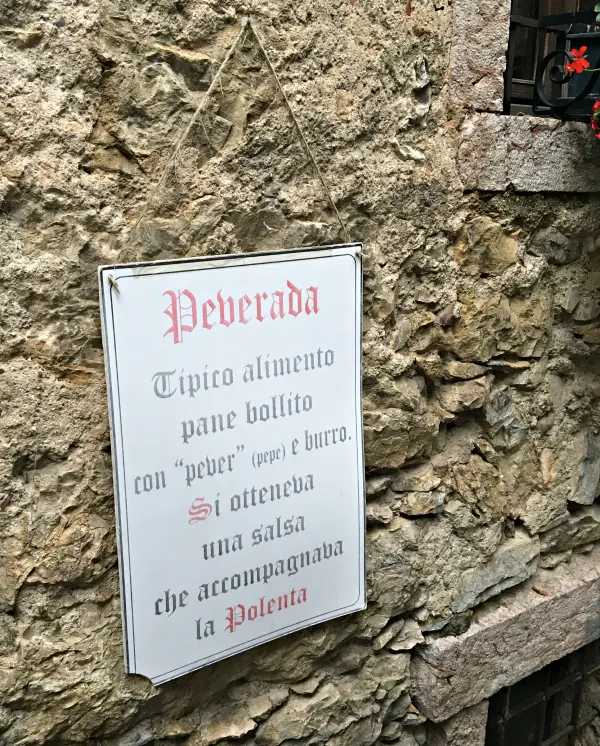 Peverada
Tipico alimento
pane bollito
con "pever" (pepe) e burro.
Si otteneva
una salsa
che accompagnava
la Polenta